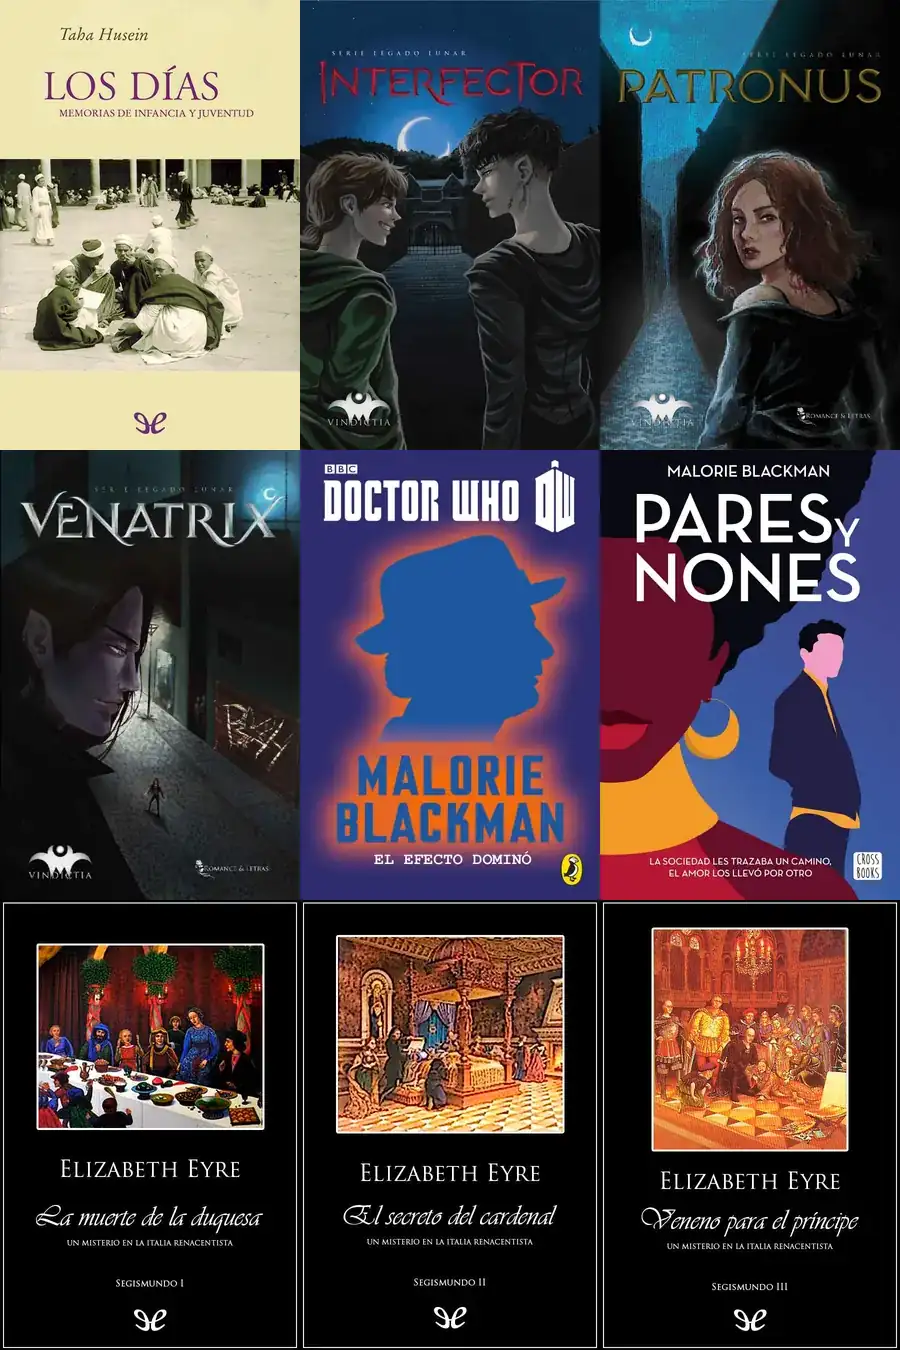 Taha Husein
LOS DÍAS
MEMORIAS DE INFANCIA Y JUVENTUD
SERIE LEGADO LUNAR
INTERFECTOR
VINDICTIA
SERIE LEGADO LUNAR
PATRONUS
VINDICTIA
ROMANCE & LETRAS
SERIE LEGADO LUNAR
VENATRIX
VINDICTIA
ROMANCE & LETRAS
BBC
DOCTOR WHO DW
MALORIE
BLACKMAN
EL EFECTO DOMINÓ
MALORIE BLACKMAN
PARES Y
NONES
LA SOCIEDAD LES TRAZABA UN CAMINO,
EL AMOR LOS LLEVÓ POR OTRO
CROSS
BOOKS
ELIZABETH EYRE
La muerte de la duquesa
UN MISTERIO EN LA ITALIA RENACENTISTA
SEGISMUNDO I
ELIZABETH EYRE
El secreto del cardenal
UN MISTERIO EN LA ITALIA RENACENTISTA
SEGISMUNDO II
ELIZABETH EYRE
Veneno para el príncipe
UN MISTERIO EN LA ITALIA RENACENTISTA
SEGISMUNDO III